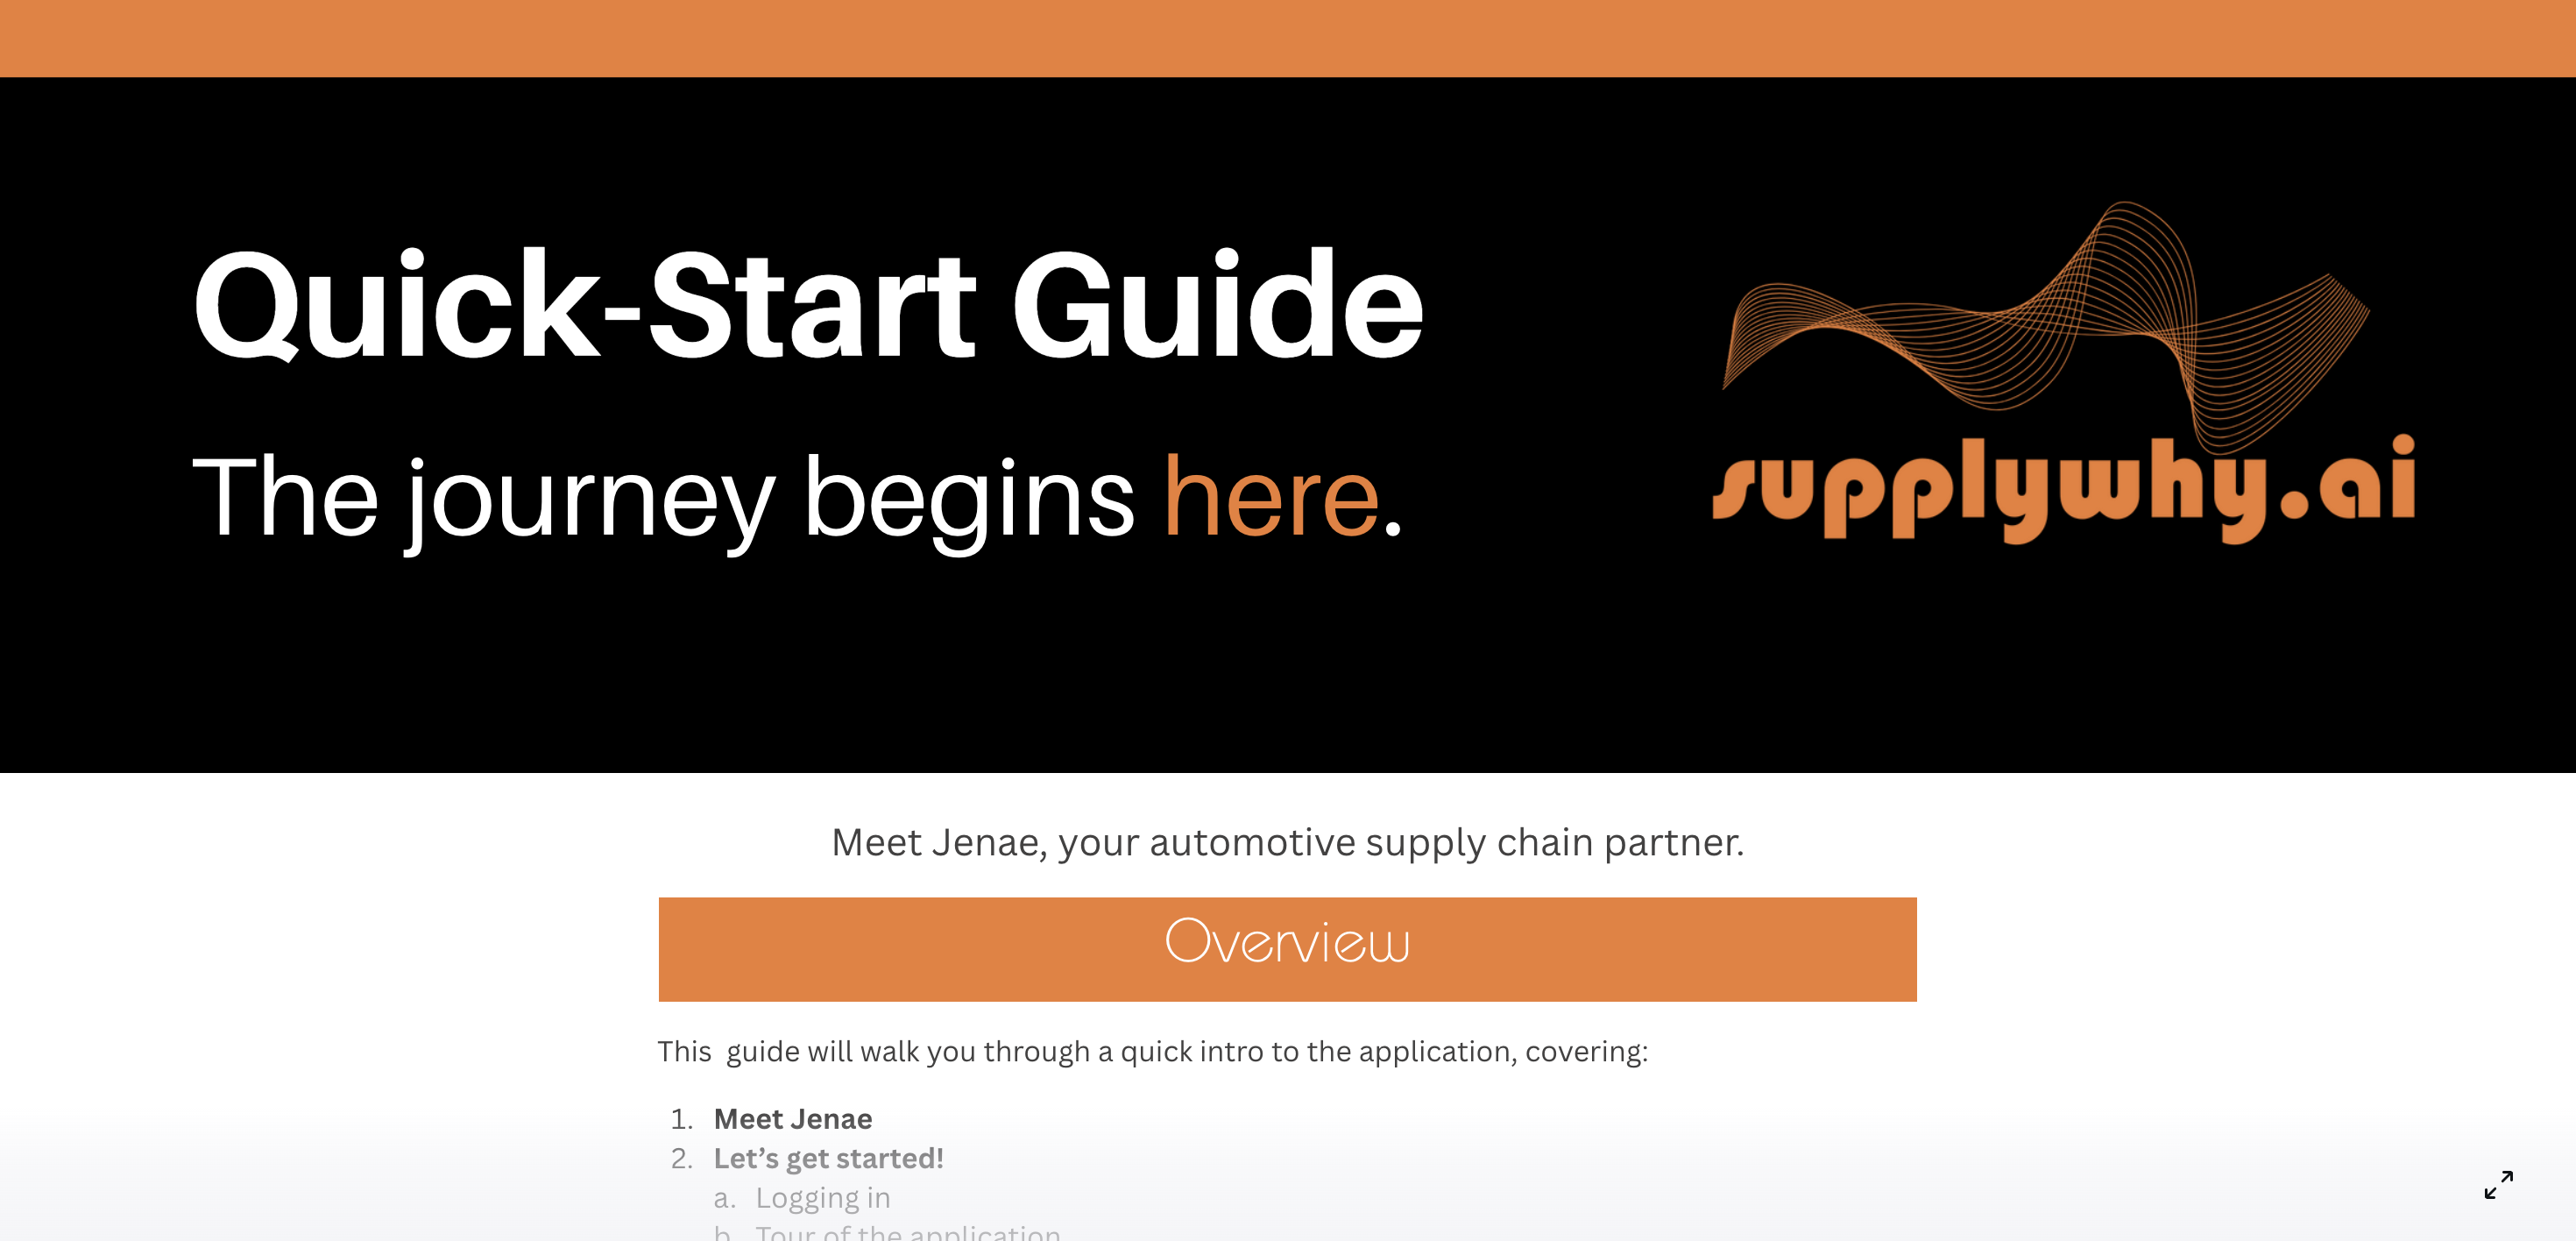 Quick-Start Guide
The journey begins here.
supplywhy.ai
Meet Jenae, your automotive supply chain partner.
Overview
This  guide will walk you through a quick intro to the application, covering:
1. Meet Jenae
2. Let’s get started!
a. Logging in
b. Tour of the application